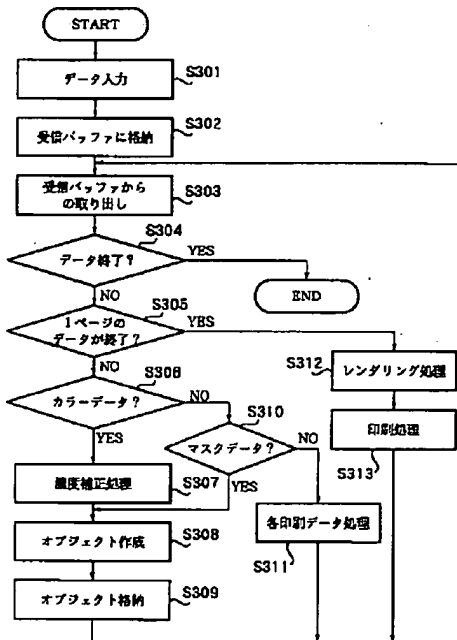 START
データ入力
S301
受信バッファに格納
S302
受信バッファから
の取り出し
S303
データ終了?
S304
YES
NO
END
1ページの
データが終了?
S305
YES
NO
カラーデータ?
S306
NO
YES
マスクデータ?
S310
NO
YES
濃度補正処理
S307
オブジェクト作成
S308
オブジェクト格納
S309
各印刷データ処理
S311
S312
レンダリング処理
印刷処理
S313